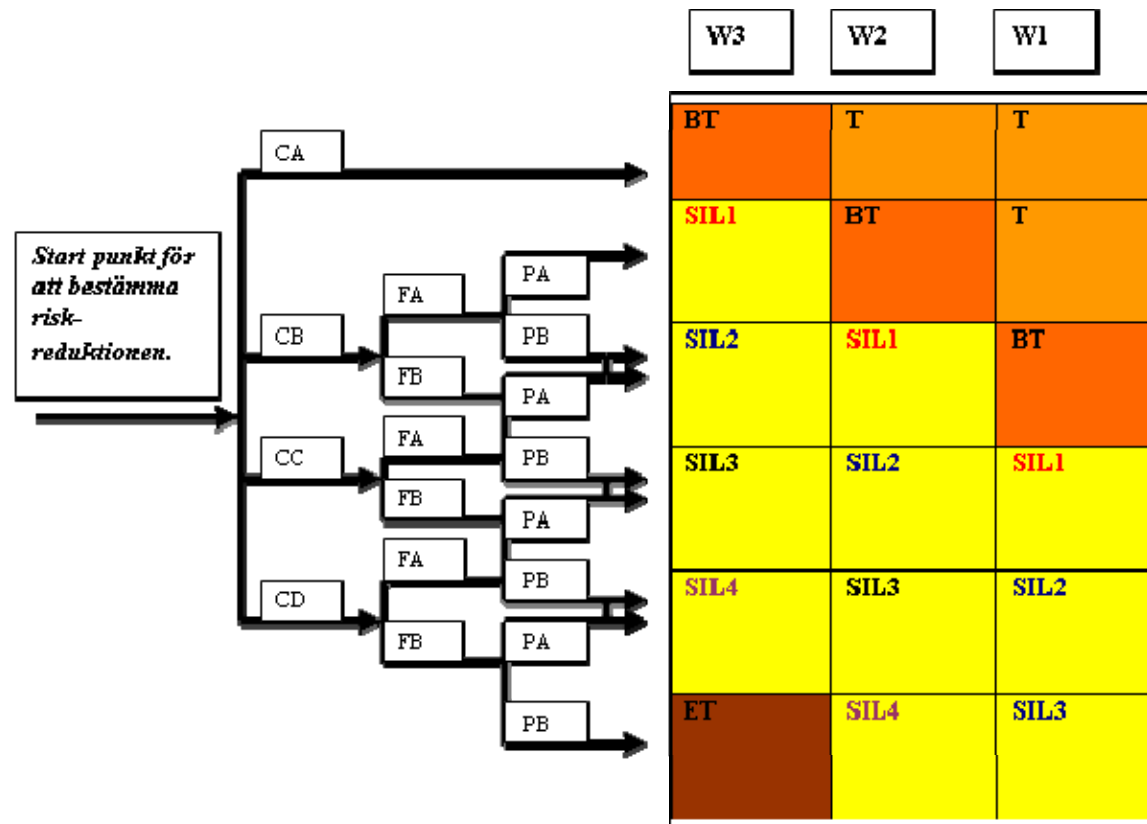 W3 W2 W1
BT T T
CA
SIL1 BT T
Start punkt för
att bestämma
risk-
reduktionen.
PA
FA
CB
PB
SIL2 SIL1 BT
FB
PA
FA
CC
PB
SIL3 SIL2 SIL1
FB
PA
FA
PB
SIL4 SIL3 SIL2
CD
FB
PA
PB
ET SIL4 SIL3